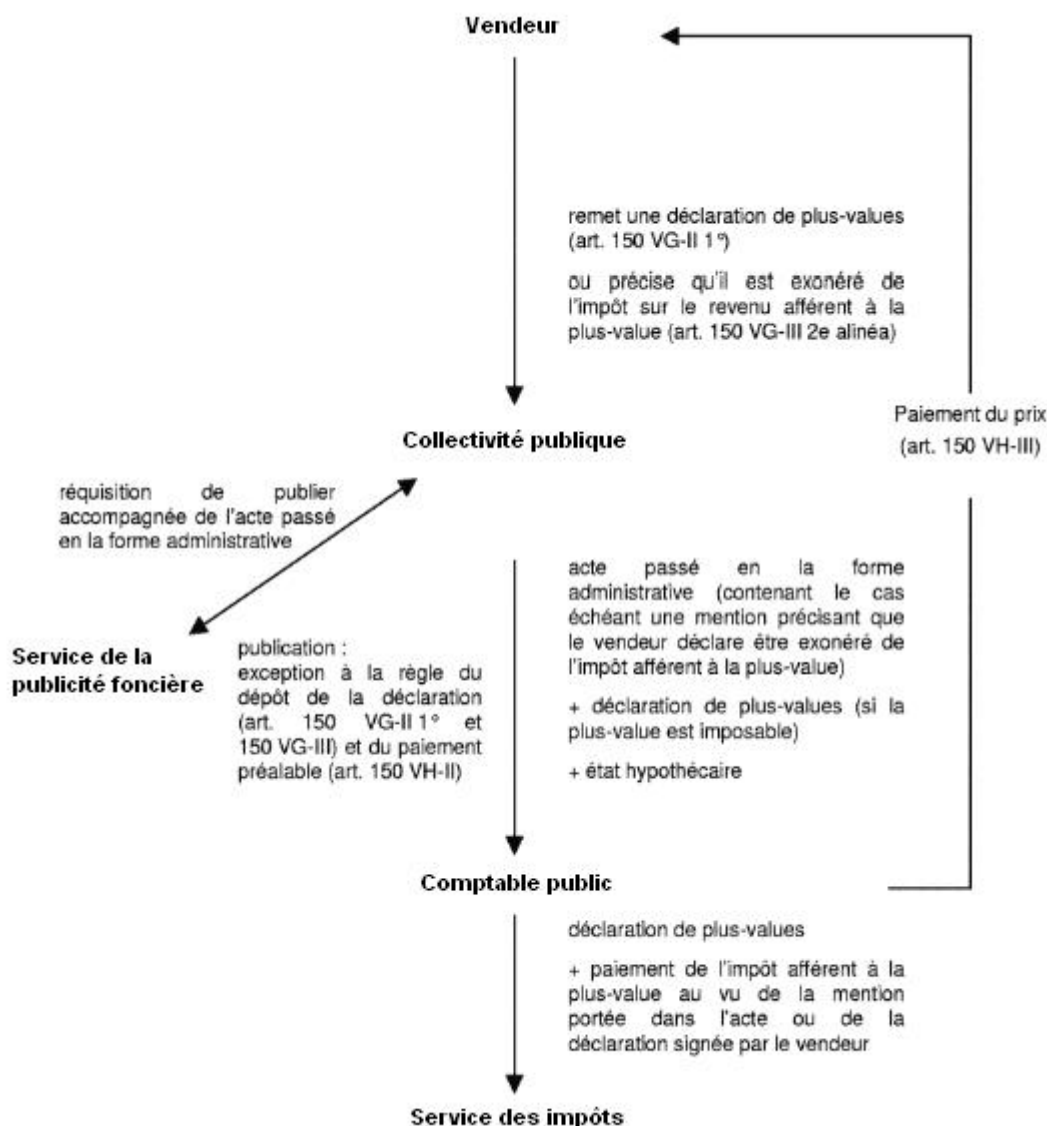 Vendeur
remet une déclaration de plus-values
(art. 150 VG-II 1°)
ou précise qu'il est exonéré de
l'impôt sur le revenu afférent à la
plus-value (art. 150 VG-III 2e alinéa)
Paiement du prix
(art. 150 VH-III)
Collectivité publique
réquisition de publier
accompagnée de l'acte passé
en la forme administrative
Service de la
publicité foncière
publication :
exception à la règle du
dépôt de la déclaration
(art. 150 VG-II 1° et
150 VG-III) et du paiement
préalable (art. 150 VH-II)
acte passé en la forme
administrative (contenant le cas
échéant une mention précisant que
le vendeur déclare être exonéré de
l'impôt afférent à la plus-value)
+ déclaration de plus-values (si la
plus-value est imposable)
+ état hypothécaire
Comptable public
déclaration de plus-values
+ paiement de l'impôt afférent à la
plus-value au vu de la mention
portée dans l'acte ou de la
déclaration signée par le vendeur
Service des impôts